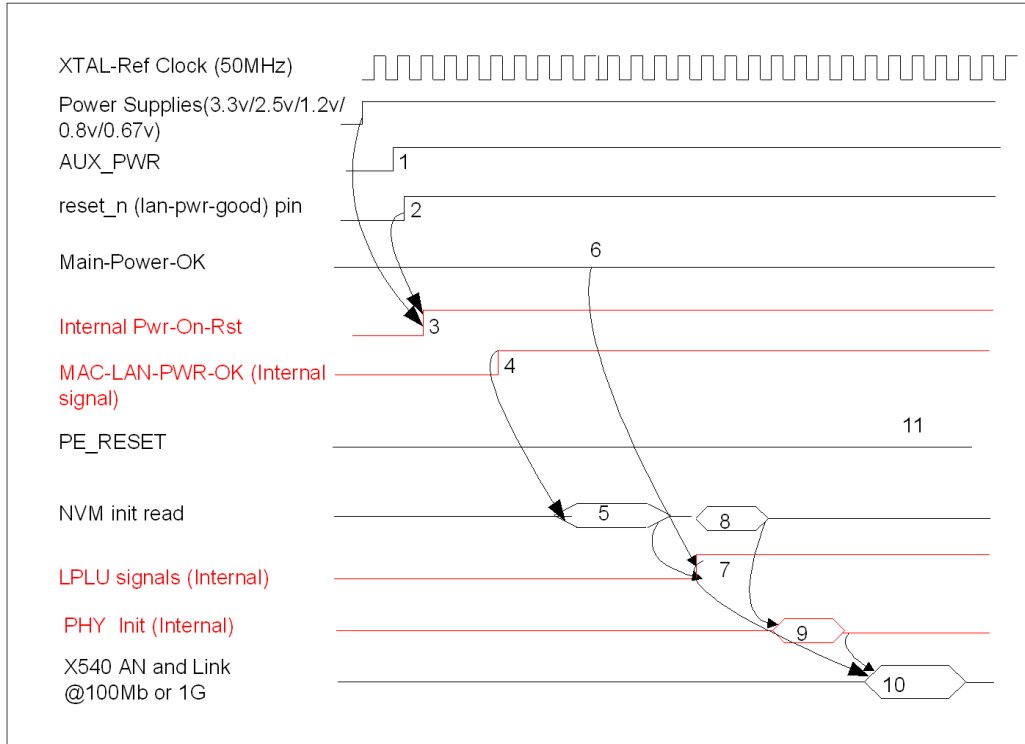 XTAL-Ref Clock (50MHz)
Power Supplies(3.3v/2.5v/1.2v/
0.8v/0.67v)
AUX_PWR
1
reset_n (lan-pwr-good) pin
2
Main-Power-OK
6
Internal Pwr-On-Rst
3
MAC-LAN-PWR-OK (Internal
signal)
4
PE_RESET
11
NVM init read
5
8
LPLU signals (Internal)
7
PHY Init (Internal)
9
X540 AN and Link
@100Mb or 1G
10